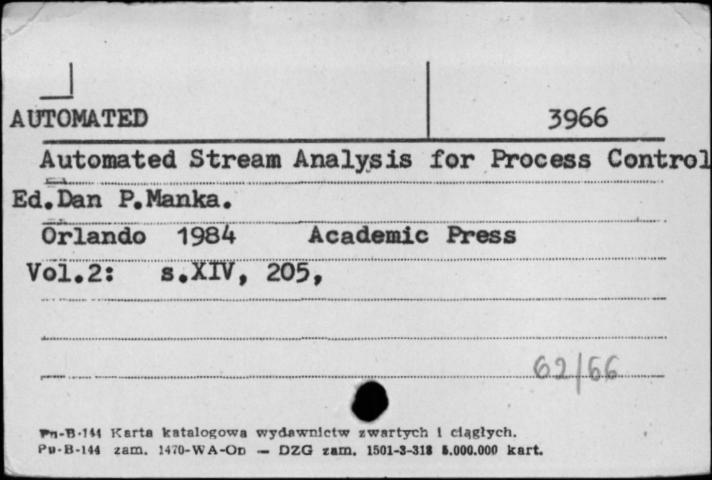 AUTOMATED 3966
Automated Stream Analysis for Process Control
Ed.Dan P.Manka.
Orlando 1984 Academic Press
Vol.2: s.XIV, 205,
62/66
Pu-B-144 Karta katalogowa wydawnictw zwartych i ciągłych.
Pu-B-144 zam. 1470-WA-OD — DZG zam. 1501-3-318 5.000.000 kart.